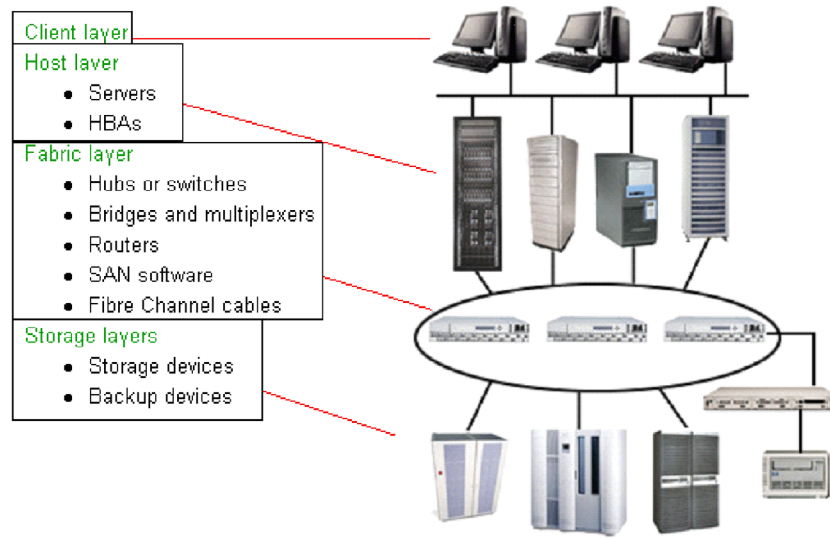 Client layer
Host layer
• Servers
• HBAs
Fabric layer
• Hubs or switches
• Bridges and multiplexers
• Routers
• SAN software
• Fibre Channel cables
Storage layers
• Storage devices
• Backup devices